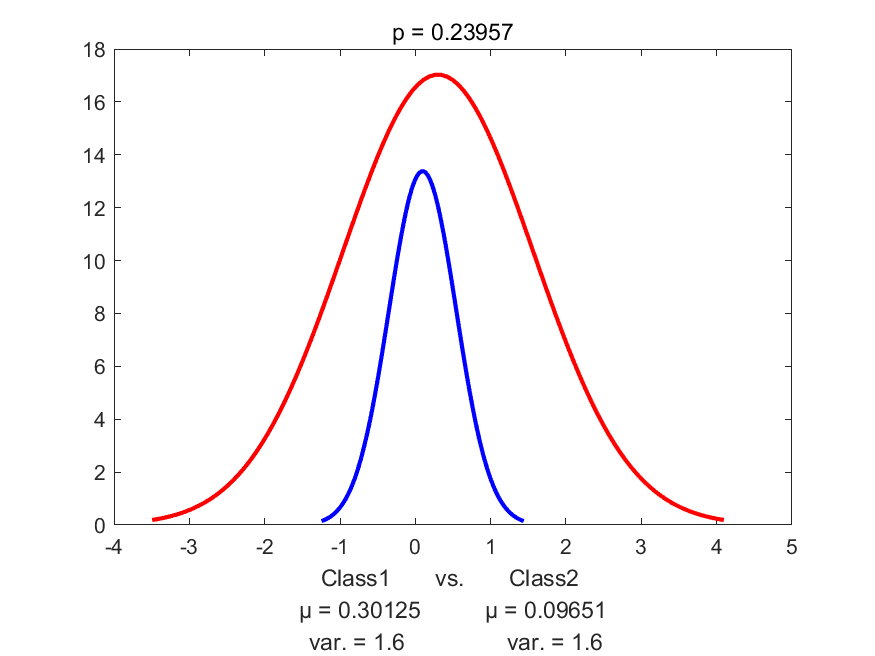 p = 0.23957
18
16
14
12
10
8
6
4
2
0
-4 -3 -2 -1 0 1 2 3 4 5
Class1 vs. Class2
μ = 0.30125 μ = 0.09651
var. = 1.6 var. = 1.6